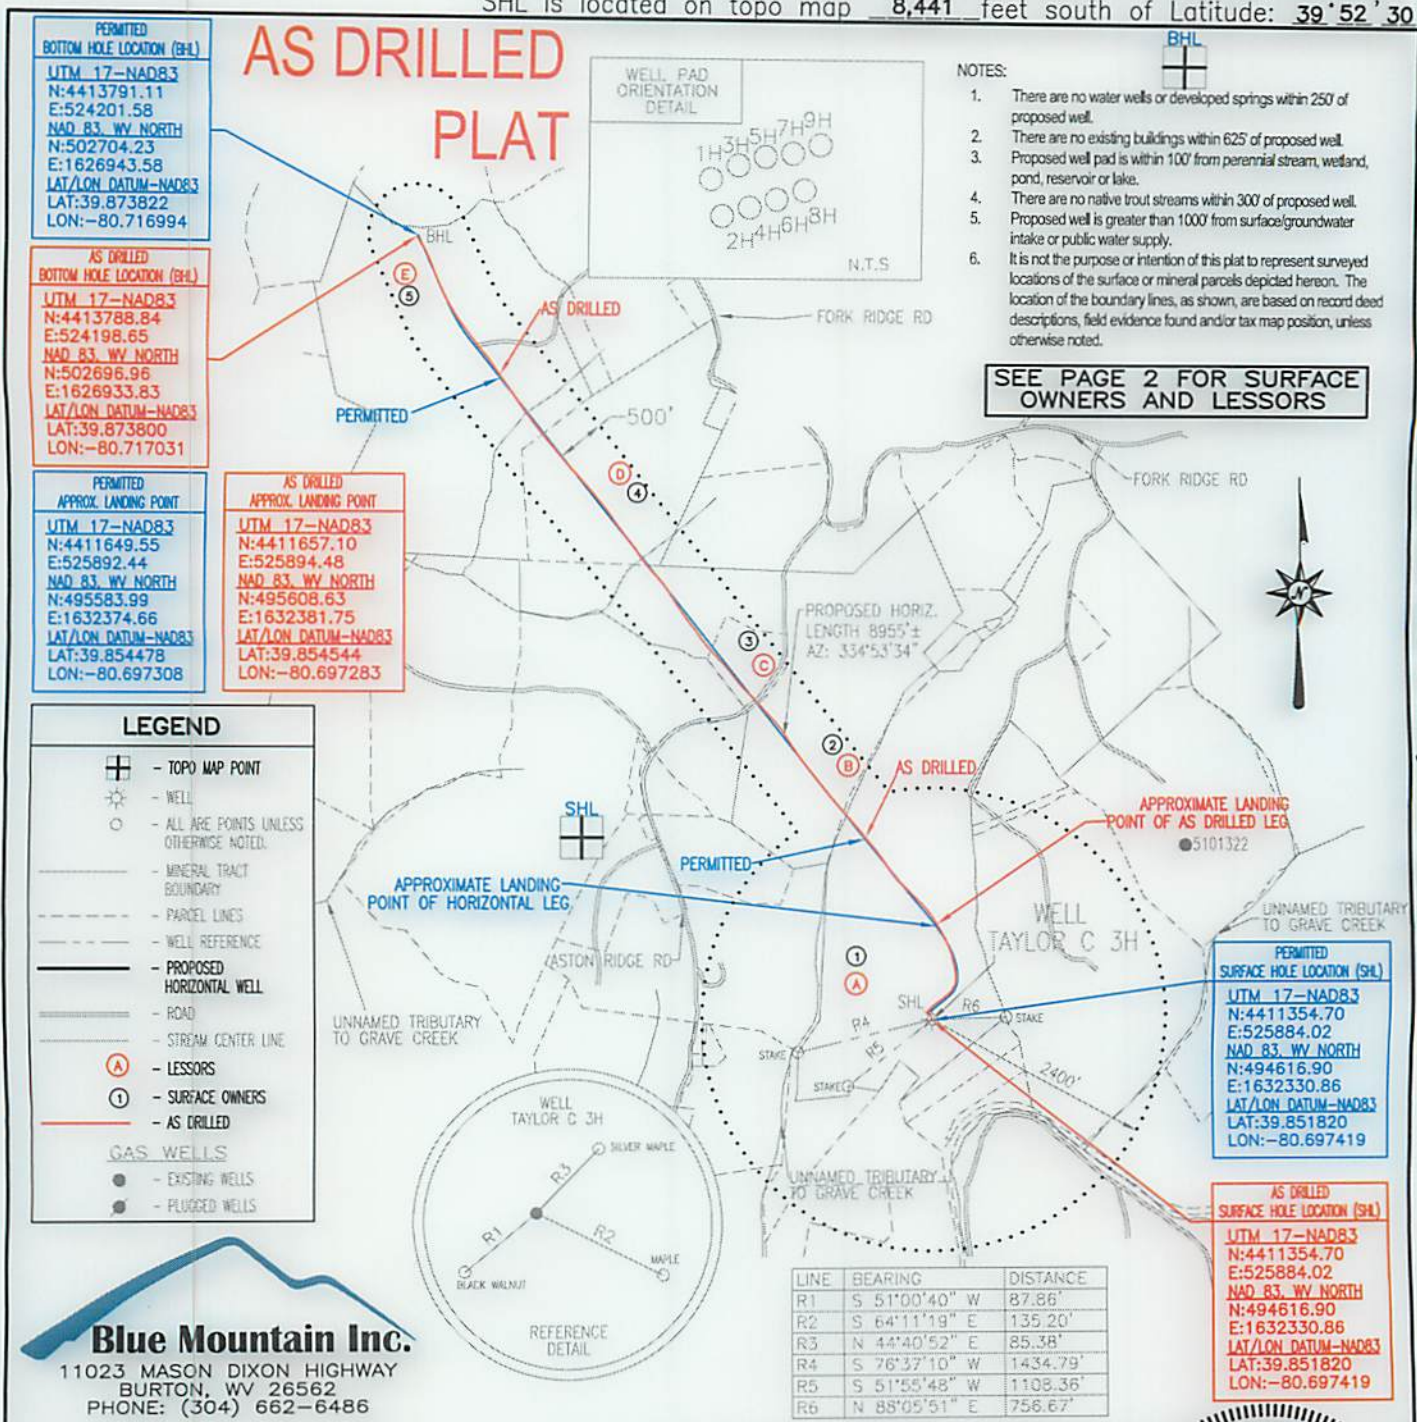 SHL is located on topo map 8,441 feet south of Latitude: 39°52'30
PERMITTED
BOTTOM HOLE LOCATION (BHL)
UTM 17-NAD83
N:4413791.11
E:524201.58
NAD 83, WV NORTH
N:502704.23
E:1626943.58
LAT/LON DATUM-NAD83
LAT:39.873822
LON:-80.716994
AS DRILLED
BOTTOM HOLE LOCATION (BHL)
UTM 17-NAD83
N:4413788.84
E:524198.65
NAD 83, WV NORTH
N:502696.96
E:1626933.83
LAT/LON DATUM-NAD83
LAT:39.873800
LON:-80.717031
PERMITTED
APPROX. LANDING POINT
UTM 17-NAD83
N:4411649.55
E:525892.44
NAD 83, WV NORTH
N:495583.99
E:1632374.66
LAT/LON DATUM-NAD83
LAT:39.854478
LON:-80.697308
AS DRILLED
APPROX. LANDING POINT
UTM 17-NAD83
N:4411657.10
E:525894.48
NAD 83, WV NORTH
N:495608.63
E:1632381.75
LAT/LON DATUM-NAD83
LAT:39.854544
LON:-80.697283
AS DRILLED
PLAT
WELL PAD
ORIENTATION
DETAIL
1H 3H 5H 7H 9H
2H 4H 6H 8H
N.T.S
BHL
NOTES:
1. There are no water wells or developed springs within 250' of
proposed well.
2. There are no existing buildings within 625' of proposed well.
3. Proposed well pad is within 100' from perennial stream, wetland,
pond, reservoir or lake.
4. There are no native trout streams within 300' of proposed well.
5. Proposed well is greater than 1000' from surface/groundwater
intake or public water supply.
6. It is not the purpose or intention of this plat to represent surveyed
locations of the surface or mineral parcels depicted hereon. The
location of the boundary lines, as shown, are based on record deed
descriptions, field evidence found and/or tax map position, unless
otherwise noted.
SEE PAGE 2 FOR SURFACE
OWNERS AND LESSORS
BHL
E
5
AS DRILLED
FORK RIDGE RD
PERMITTED
500'
D
4
FORK RIDGE RD
N
PROPOSED HORIZ.
LENGTH 8955'±
AZ: 334°53'34"
3
C
2
B
AS DRILLED
APPROXIMATE LANDING
POINT OF AS DRILLED LEG
5101322
SHL
PERMITTED
APPROXIMATE LANDING
POINT OF HORIZONTAL LEG
WELL
TAYLOR C 3H
UNNAMED TRIBUTARY
TO GRAVE CREEK
ASTON RIDGE RD
1
A
SHL
R6
STAKE
R4
R5
STAKE
STAKE
2400'
UNNAMED TRIBUTARY
TO GRAVE CREEK
UNNAMED TRIBUTARY
TO GRAVE CREEK
LEGEND
- TOPO MAP POINT
- WELL
- ALL ARE POINTS UNLESS
OTHERWISE NOTED.
- MINERAL TRACT
BOUNDARY
- PARCEL LINES
- WELL REFERENCE
- PROPOSED
HORIZONTAL WELL
- ROAD
- STREAM CENTER LINE
A - LESSORS
1 - SURFACE OWNERS
- AS DRILLED
GAS WELLS
- EXISTING WELLS
- PLUGGED WELLS
PERMITTED
SURFACE HOLE LOCATION (SHL)
UTM 17-NAD83
N:4411354.70
E:525884.02
NAD 83, WV NORTH
N:494616.90
E:1632330.86
LAT/LON DATUM-NAD83
LAT:39.851820
LON:-80.697419
AS DRILLED
SURFACE HOLE LOCATION (SHL)
UTM 17-NAD83
N:4411354.70
E:525884.02
NAD 83, WV NORTH
N:494616.90
E:1632330.86
LAT/LON DATUM-NAD83
LAT:39.851820
LON:-80.697419
WELL
TAYLOR C 3H
SILVER MAPLE
R3
R1
R2
MAPLE
BLACK WALNUT
REFERENCE
DETAIL
LINE BEARING DISTANCE
R1 S 51°00'40" W 87.86'
R2 S 64°11'19" E 135.20'
R3 N 44°40'52" E 85.38'
R4 S 76°37'10" W 1434.79'
R5 S 51°55'48" W 1108.36'
R6 N 88°05'51" E 756.67'
Blue Mountain Inc.
11023 MASON DIXON HIGHWAY
BURTON, WV 26562
PHONE: (304) 662-6486